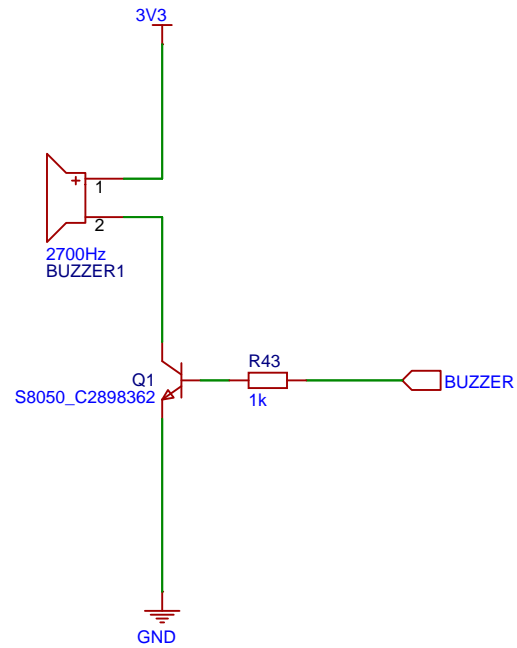 3V3
+
1
2
2700Hz
BUZZER1
R43
Q1
S8050_C2898362
1k
BUZZER
GND